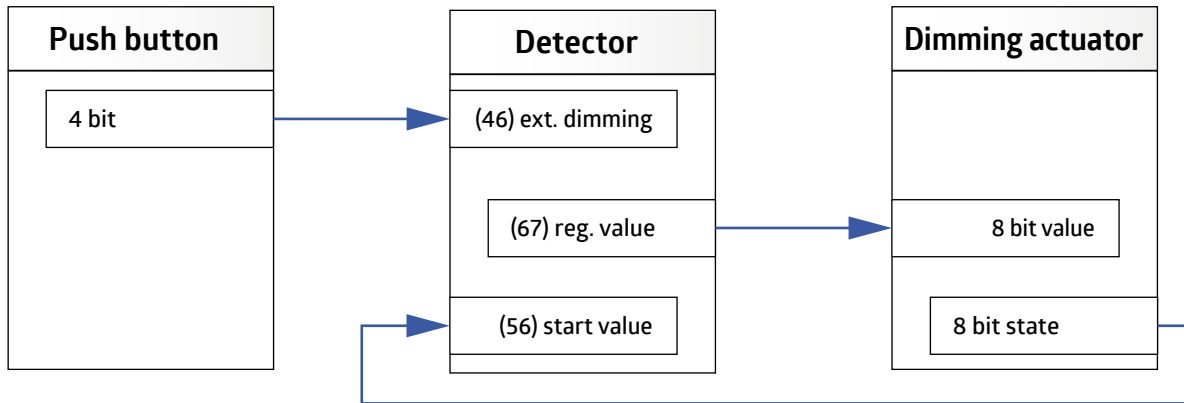 Push button
Detector
Dimming actuator
4 bit
(46) ext. dimming
(67) reg. value
8 bit value
(56) start value
8 bit state